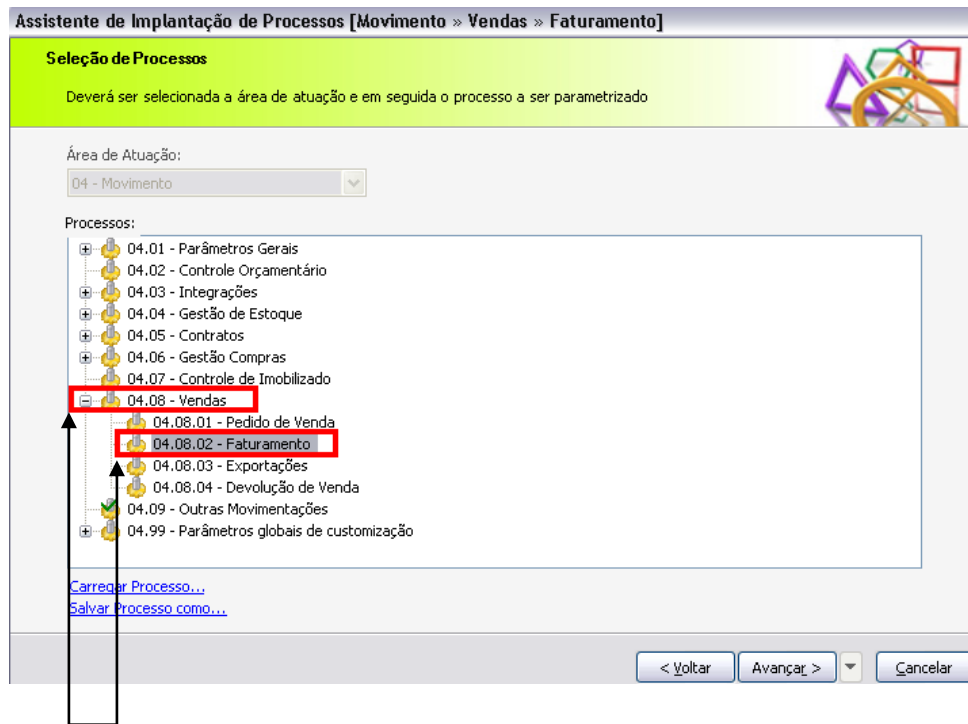 Assistente de Implantação de Processos [Movimento » Vendas » Faturamento]
Seleção de Processos
Deverá ser selecionada a área de atuação e em seguida o processo a ser parametrizado
Área de Atuação:
04 - Movimento
Processos:
04.01 - Parâmetros Gerais
04.02 - Controle Orçamentário
04.03 - Integrações
04.04 - Gestão de Estoque
04.05 - Contratos
04.06 - Gestão Compras
04.07 - Controle de Imobilizado
04.08 - Vendas
04.08.01 - Pedido de Venda
04.08.02 - Faturamento
04.08.03 - Exportações
04.08.04 - Devolução de Venda
04.09 - Outras Movimentações
04.99 - Parâmetros globais de customização
Carregar Processo...
Salvar Processo como...
< Voltar Avançar > Cancelar